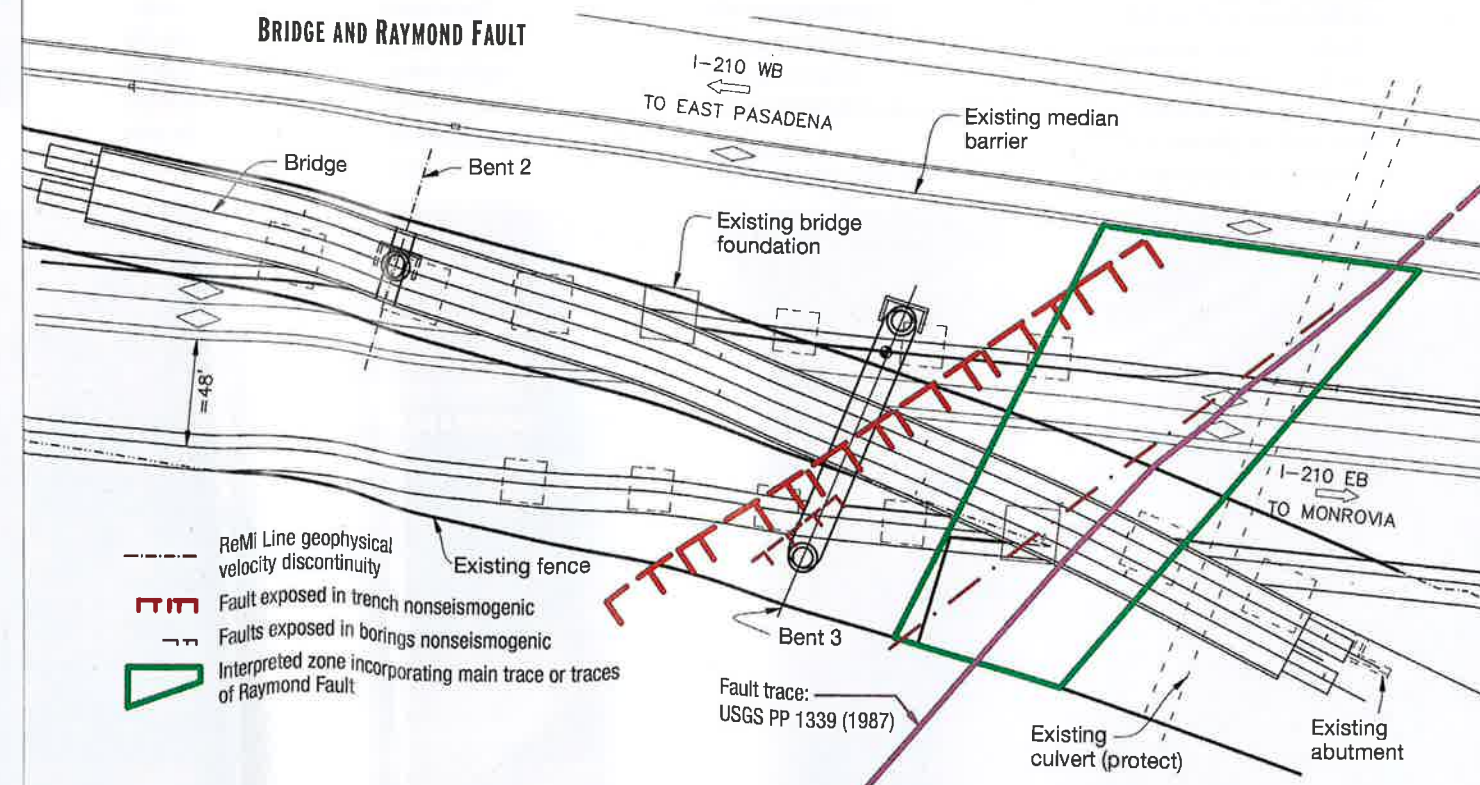 BRIDGE AND RAYMOND FAULT
I-210 WB
TO EAST PASADENA
Existing median
barrier
Bridge
Bent 2
Existing bridge
foundation
=48'
I-210 EB
TO MONROVIA
ReMi Line geophysical
velocity discontinuity
Existing fence
Fault exposed in trench nonseismogenic
Faults exposed in borings nonseismogenic
Bent 3
Interpreted zone incorporating main trace or traces
of Raymond Fault
Fault trace:
USGS PP 1339 (1987)
Existing
culvert (protect)
Existing
abutment